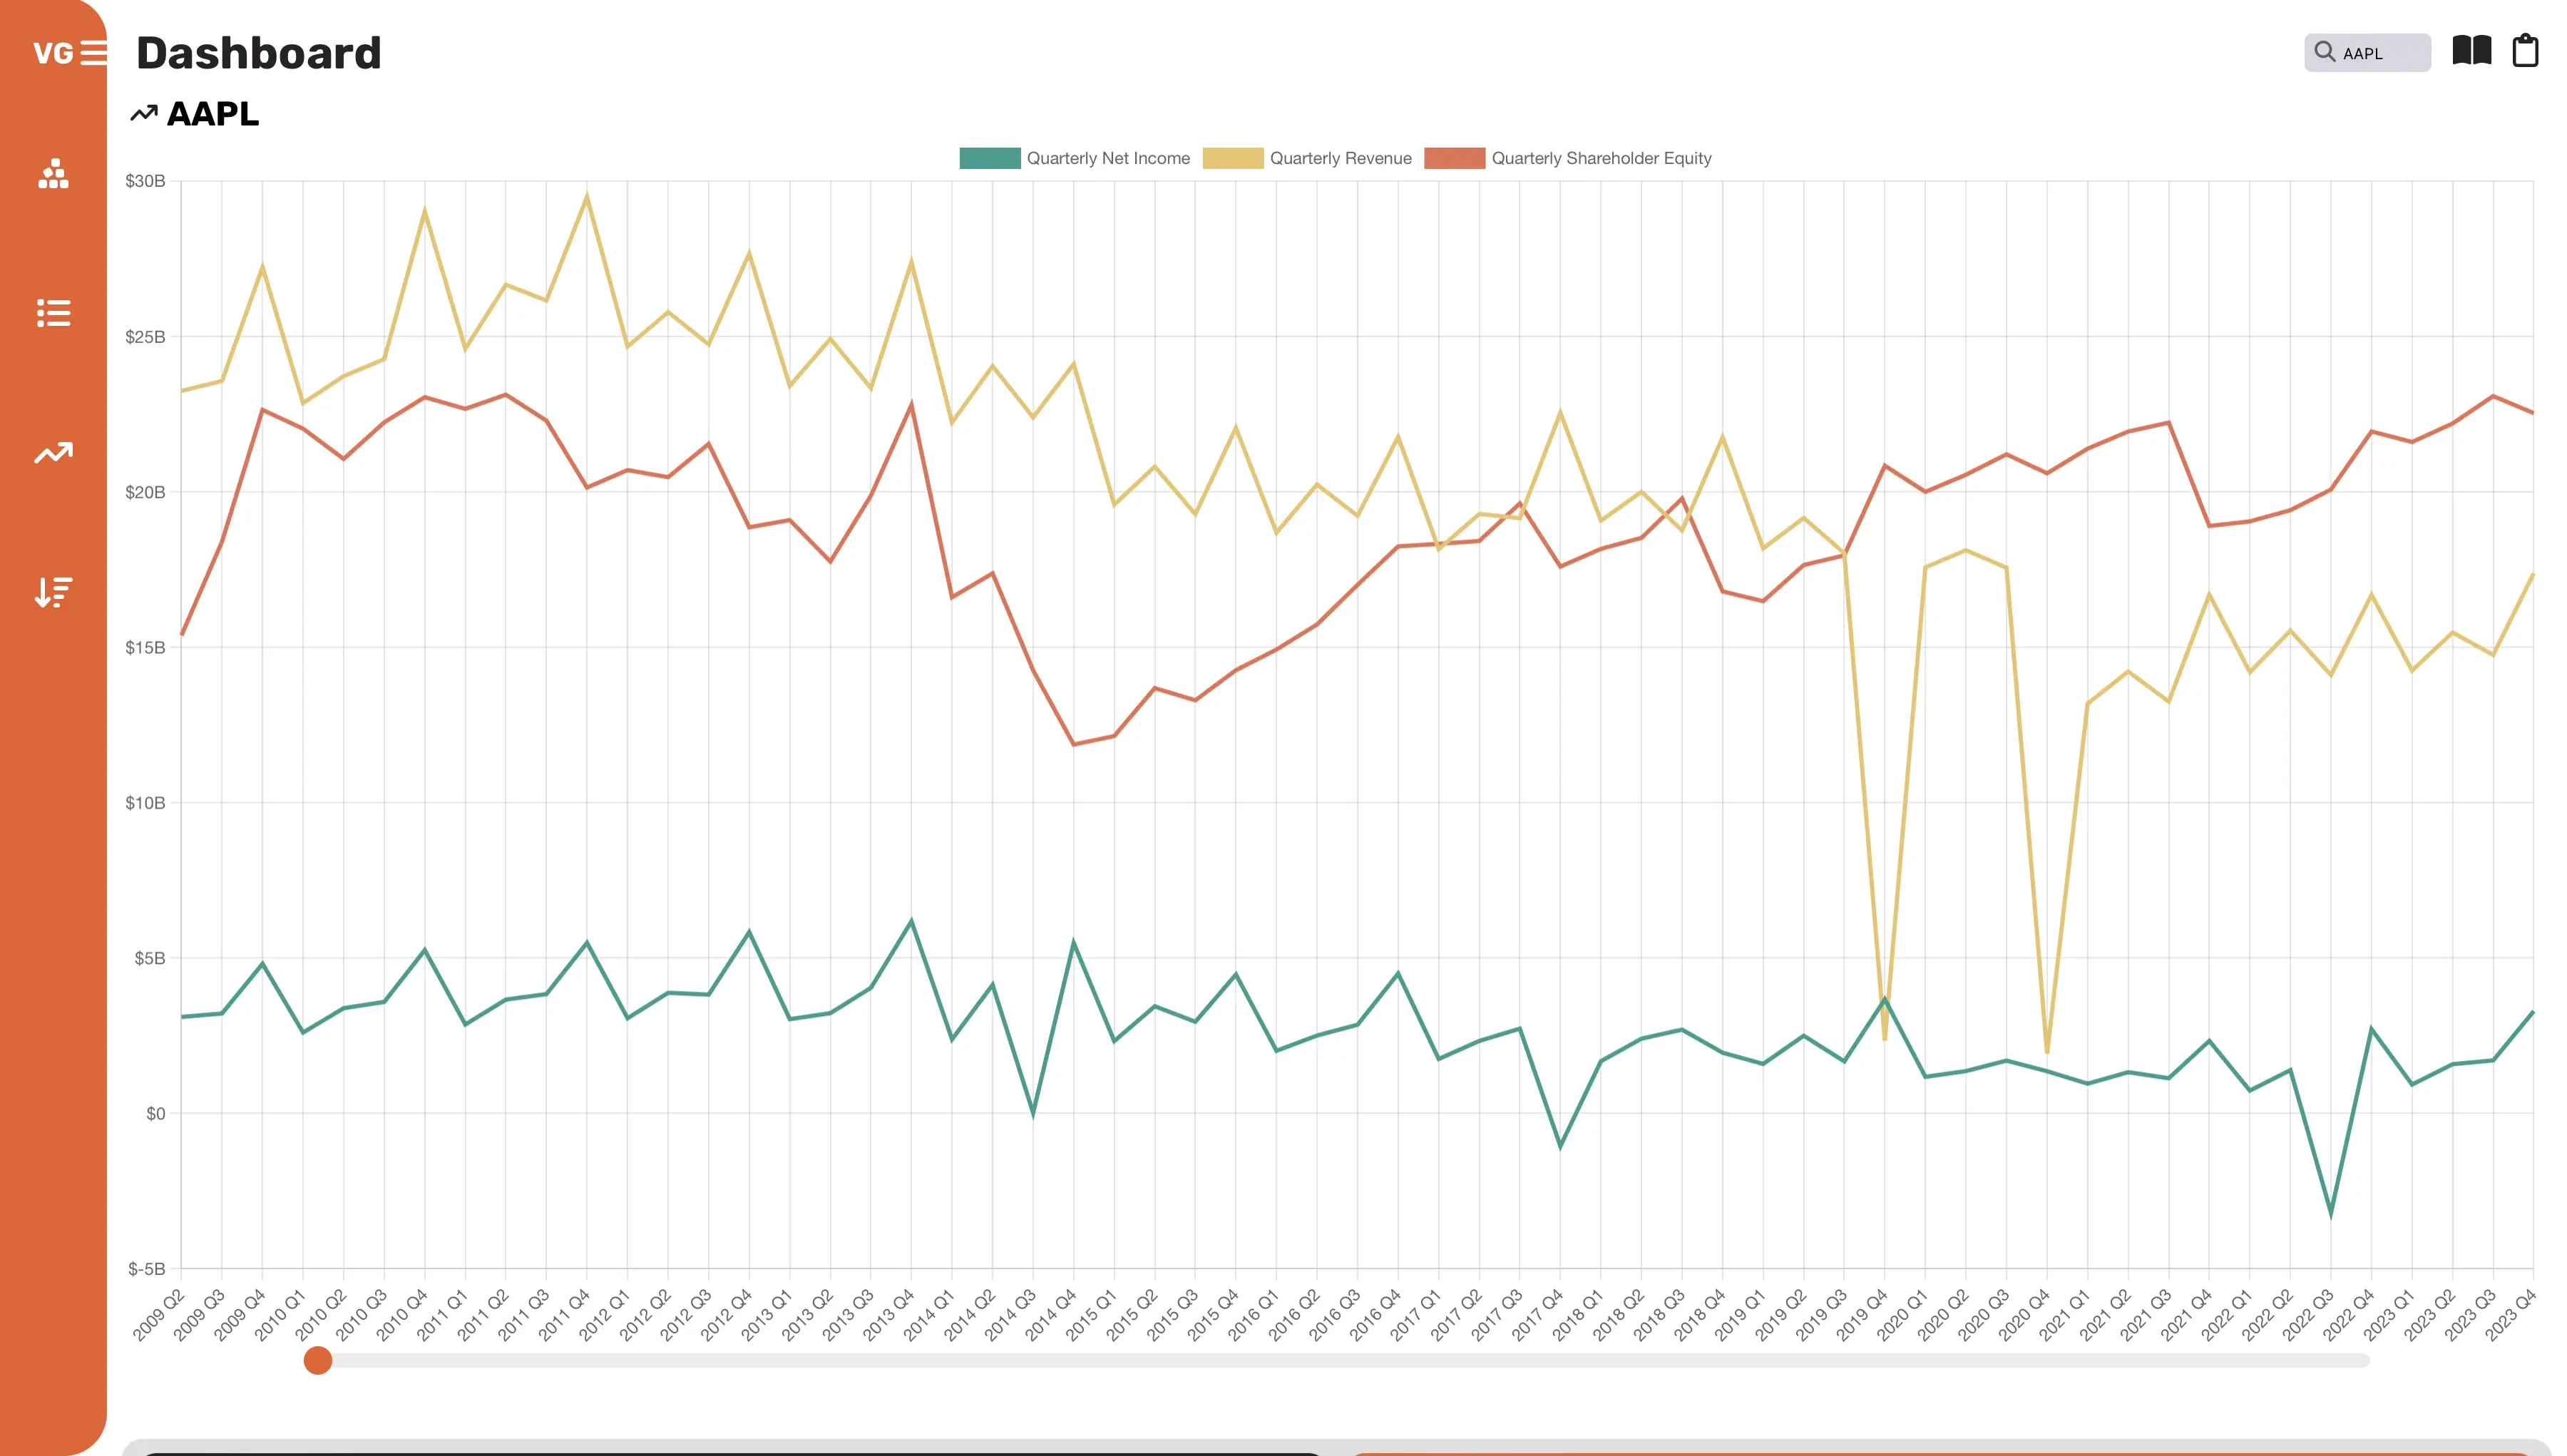 VG
Dashboard
AAPL
AAPL
Quarterly Net Income Quarterly Revenue Quarterly Shareholder Equity
$30B
$25B
$20B
$15B
$10B
$5B
$0
$-5B
2009 Q2 2009 Q3 2009 Q4 2010 Q1 2010 Q2 2010 Q3 2010 Q4 2011 Q1 2011 Q2 2011 Q3 2011 Q4 2012 Q1 2012 Q2 2012 Q3 2012 Q4 2013 Q1 2013 Q2 2013 Q3 2013 Q4 2014 Q1 2014 Q2 2014 Q3 2014 Q4 2015 Q1 2015 Q2 2015 Q3 2015 Q4 2016 Q1 2016 Q2 2016 Q3 2016 Q4 2017 Q1 2017 Q2 2017 Q3 2017 Q4 2018 Q1 2018 Q2 2018 Q3 2018 Q4 2019 Q1 2019 Q2 2019 Q3 2019 Q4 2020 Q1 2020 Q2 2020 Q3 2020 Q4 2021 Q1 2021 Q2 2021 Q3 2021 Q4 2022 Q1 2022 Q2 2022 Q3 2022 Q4 2023 Q1 2023 Q2 2023 Q3 2023 Q4